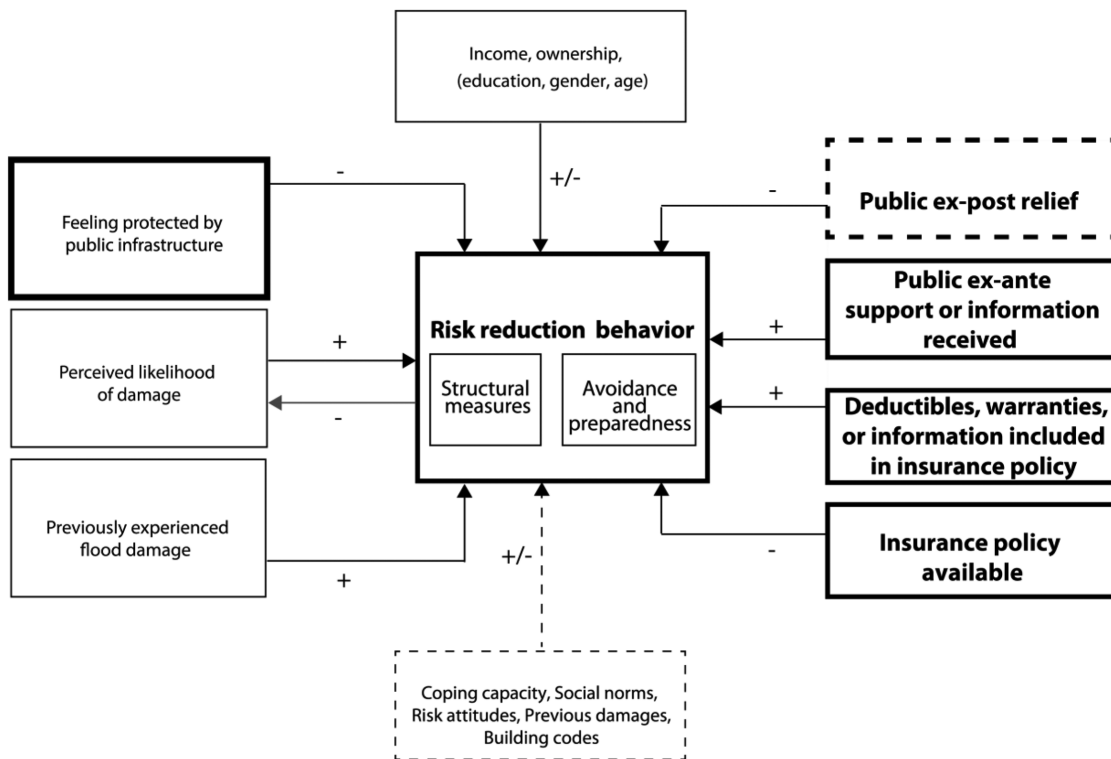 Income, ownership,
(education, gender, age)
+/-
-
-
Feeling protected by
public infrastructure
Public ex-post relief
Public ex-ante
support or information
received
+
Risk reduction behavior
Structural
measures
Avoidance
and
preparedness
+
-
Perceived likelihood
of damage
+
Deductibles, warranties,
or information included
in insurance policy
Previously experienced
flood damage
+
+/-
-
Insurance policy
available
Coping capacity, Social norms,
Risk attitudes, Previous damages,
Building codes